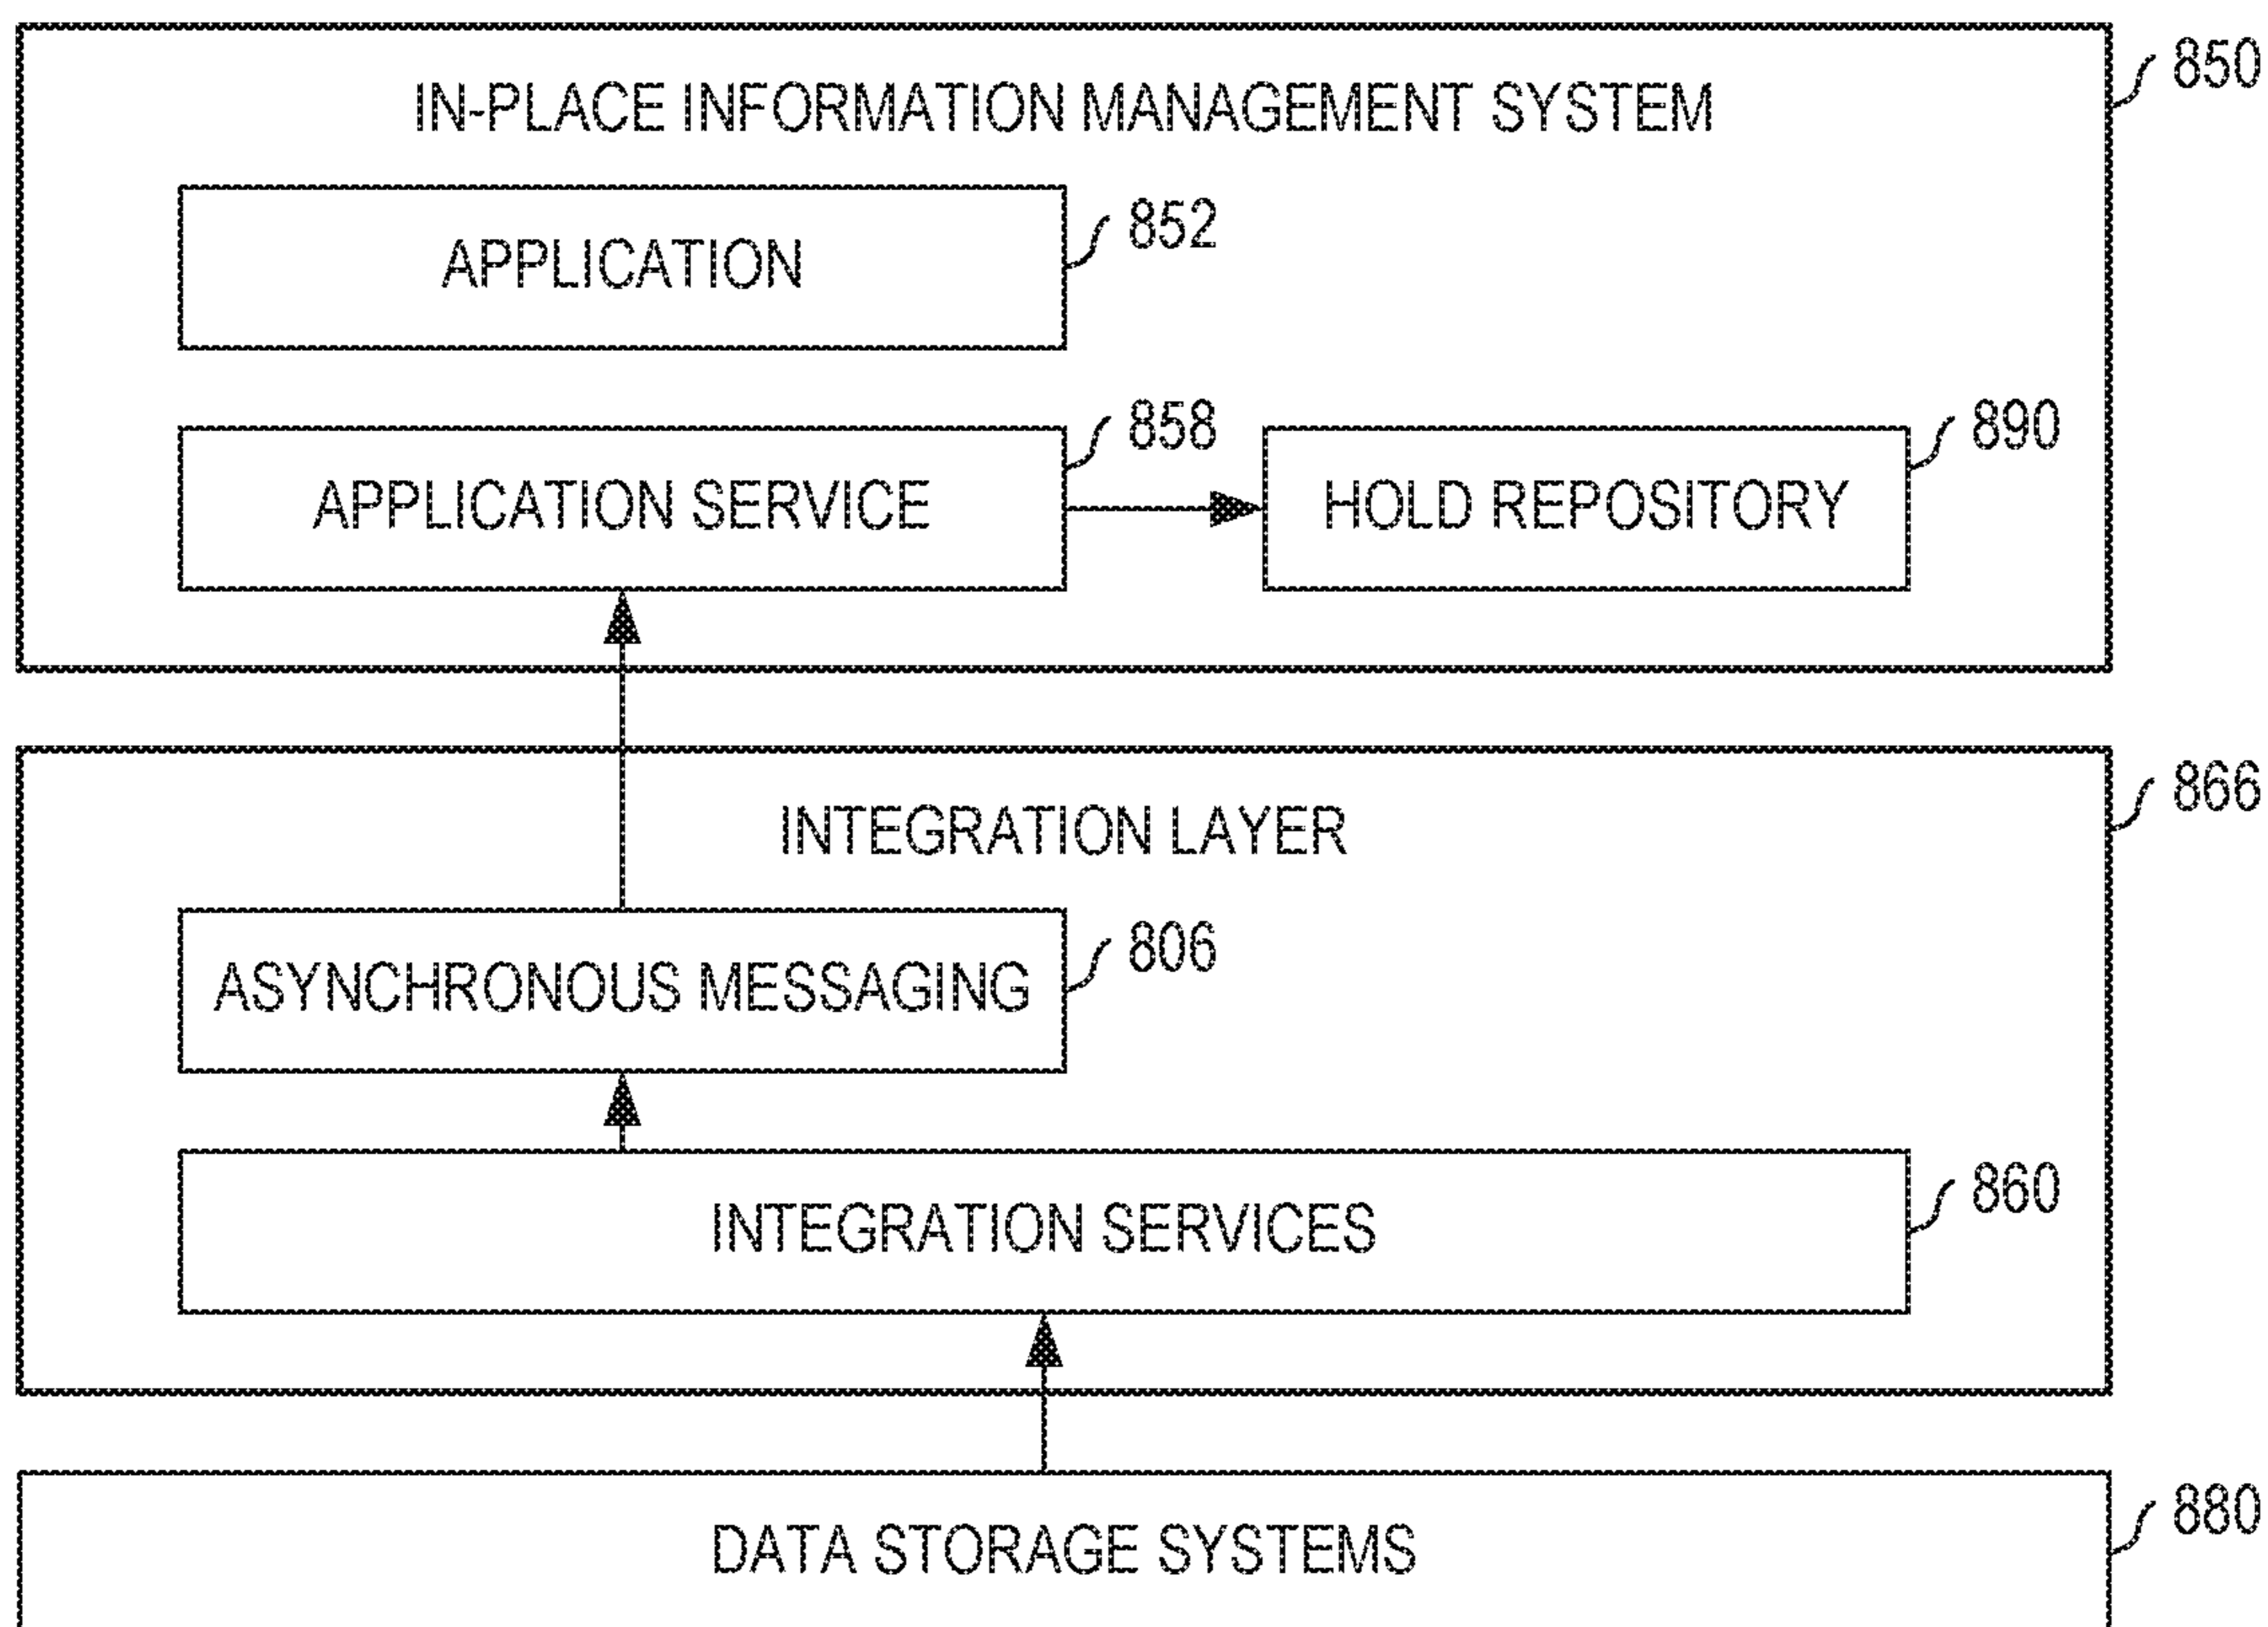 850
IN-PLACE INFORMATION MANAGEMENT SYSTEM
852
APPLICATION
858
890
APPLICATION SERVICE
HOLD REPOSITORY
866
INTEGRATION LAYER
806
ASYNCHRONOUS MESSAGING
860
INTEGRATION SERVICES
880
DATA STORAGE SYSTEMS